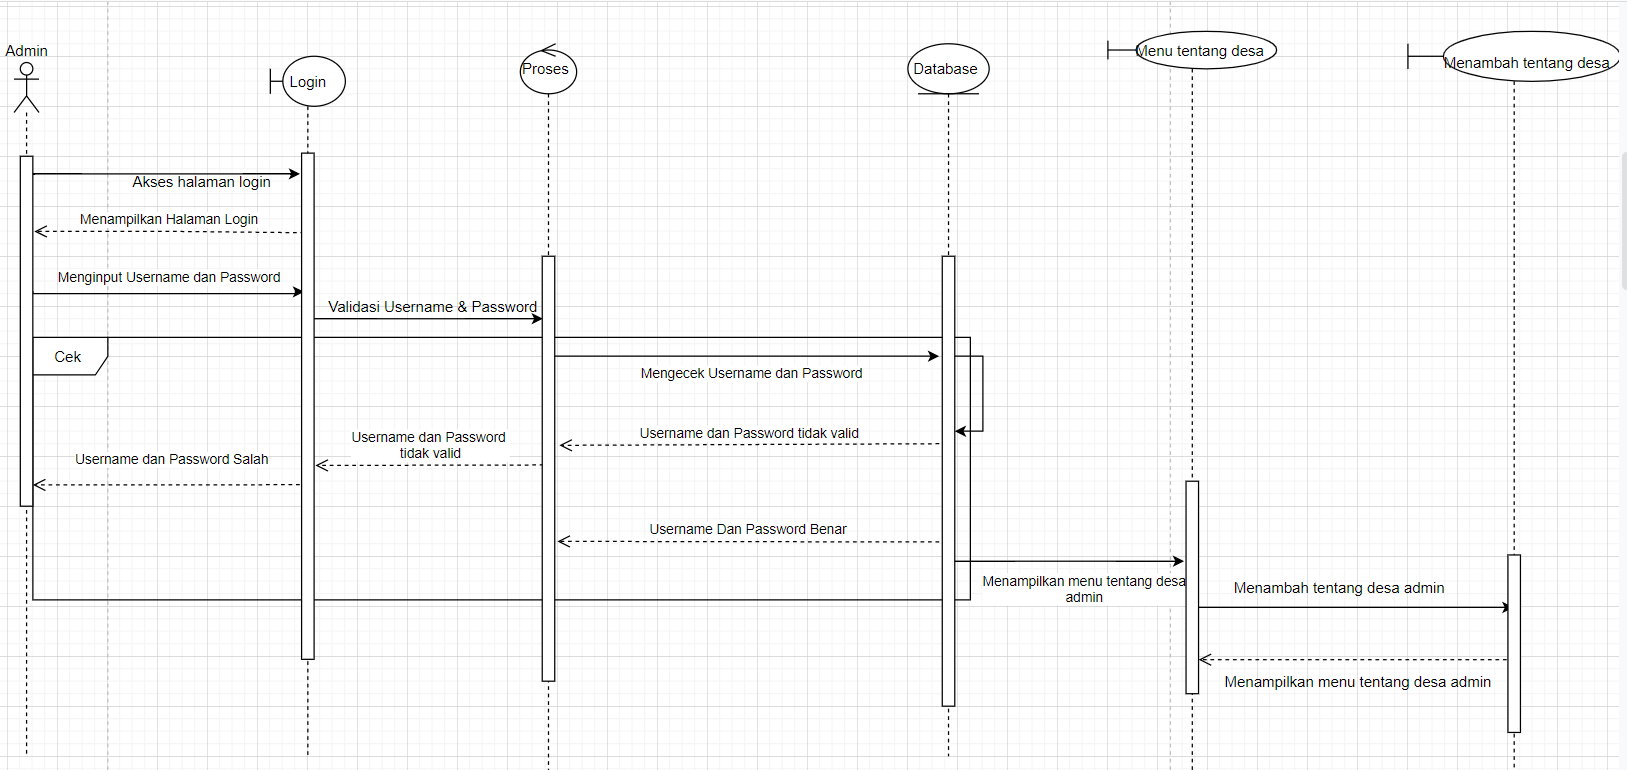 Admin
Login
Proses
Database
Menu tentang desa
Menambah tentang desa
Akses halaman login
Menampilkan Halaman Login
Menginput Username dan Password
Validasi Username & Password
Cek
Mengecek Username dan Password
Username dan Password tidak valid
Username dan Password
tidak valid
Username dan Password Salah
Username Dan Password Benar
Menampilkan menu tentang desa
admin
Menambah tentang desa admin
Menampilkan menu tentang desa admin